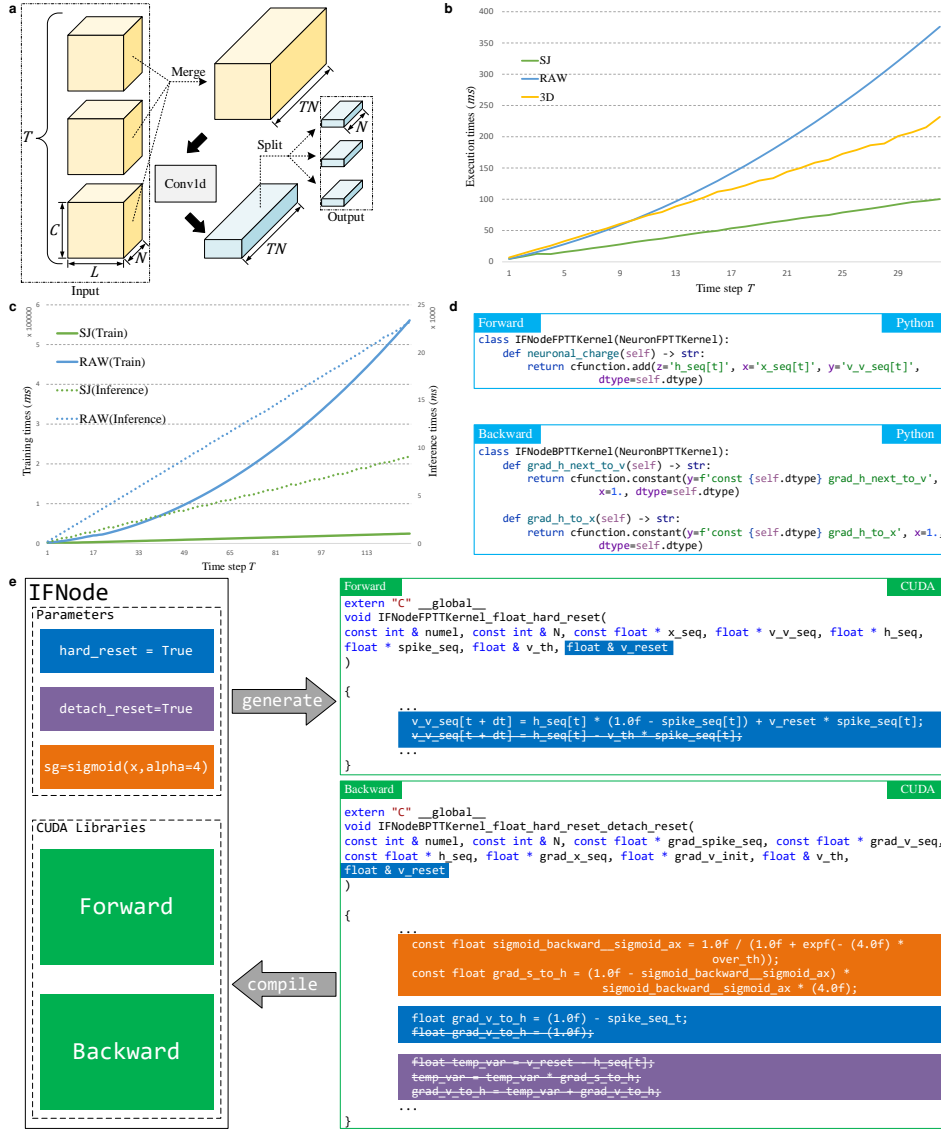 a
T
Merge
TN
N
Split
Conv1d
C
L
N
Input
TN
Output
b
Execution times (ms)
400
350
300
250
200
150
100
50
0
SJ
RAW
3D
1 5 9 13 17 21 25 29
Time step T
c
x 100000
x 1000
Training times (ms)
6
5
4
3
2
1
0
SJ(Train)
RAW(Train)
SJ(Inference)
RAW(Inference)
25
20
15
10
5
0
Inference times (ms)
1 17 33 49 65 81 97 113
Time step T
d
Forward Python
class IFNodeFPTTKernel(NeuronFPTTKernel):
def neuronal_charge(self) -> str:
return cfunction.add(z='h_seq[t]', x='x_seq[t]', y='v_v_seq[t]',
dtype=self.dtype)
Backward Python
class IFNodeBPTTKernel(NeuronBPTTKernel):
def grad_h_next_to_v(self) -> str:
return cfunction.constant(y=f'const {self.dtype} grad_h_next_to_v',
x=1., dtype=self.dtype)
def grad_h_to_x(self) -> str:
return cfunction.constant(y=f'const {self.dtype} grad_h_to_x', x=1.,
dtype=self.dtype)
e
IFNode
Parameters
hard_reset = True
detach_reset=True
sg=sigmoid(x,alpha=4)
CUDA Libraries
Forward
Backward
generate
compile
Forward CUDA
extern "C" __global__
void IFNodeFPTTKernel_float_hard_reset(
const int & numel, const int & N, const float * x_seq, float * v_v_seq, float * h_seq,
float * spike_seq, float & v_th, float & v_reset
)
{
...
v_v_seq[t + dt] = h_seq[t] * (1.0f - spike_seq[t]) + v_reset * spike_seq[t];
v_v_seq[t + dt] = h_seq[t] - v_th * spike_seq[t];
...
}
Backward CUDA
extern "C" __global__
void IFNodeBPTTKernel_float_hard_reset_detach_reset(
const int & numel, const int & N, const float * grad_spike_seq, const float * grad_v_seq,
const float * h_seq, float * grad_x_seq, float * grad_v_init, float & v_th,
float & v_reset
)
{
...
const float sigmoid_backward__sigmoid_ax = 1.0f / (1.0f + expf(- (4.0f) *
over_th));
const float grad_s_to_h = (1.0f - sigmoid_backward__sigmoid_ax) *
sigmoid_backward__sigmoid_ax * (4.0f);
float grad_v_to_h = (1.0f) - spike_seq_t;
float grad_v_to_h = (1.0f);
float temp_var = v_reset - h_seq[t];
temp_var = temp_var * grad_s_to_h;
grad_v_to_h = temp_var + grad_v_to_h;
...
}